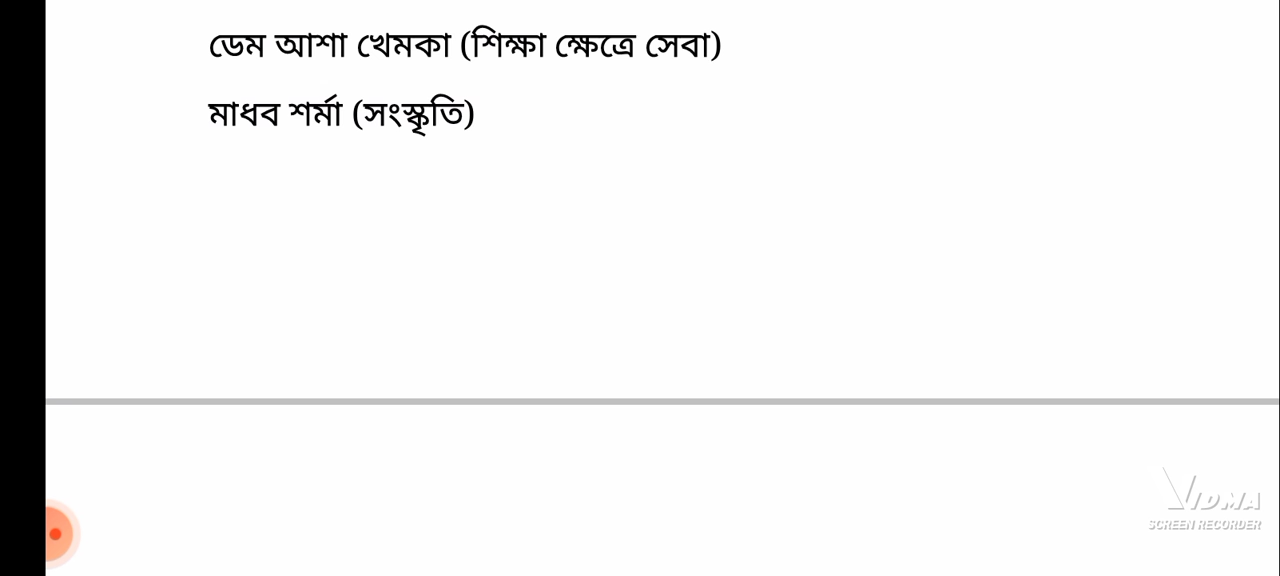 ডেম আশা খেমকা (শিক্ষা ক্ষেত্রে সেবা)
মাধব শর্মা (সংস্কৃতি)
VIDMA
SCREEN RECORDER